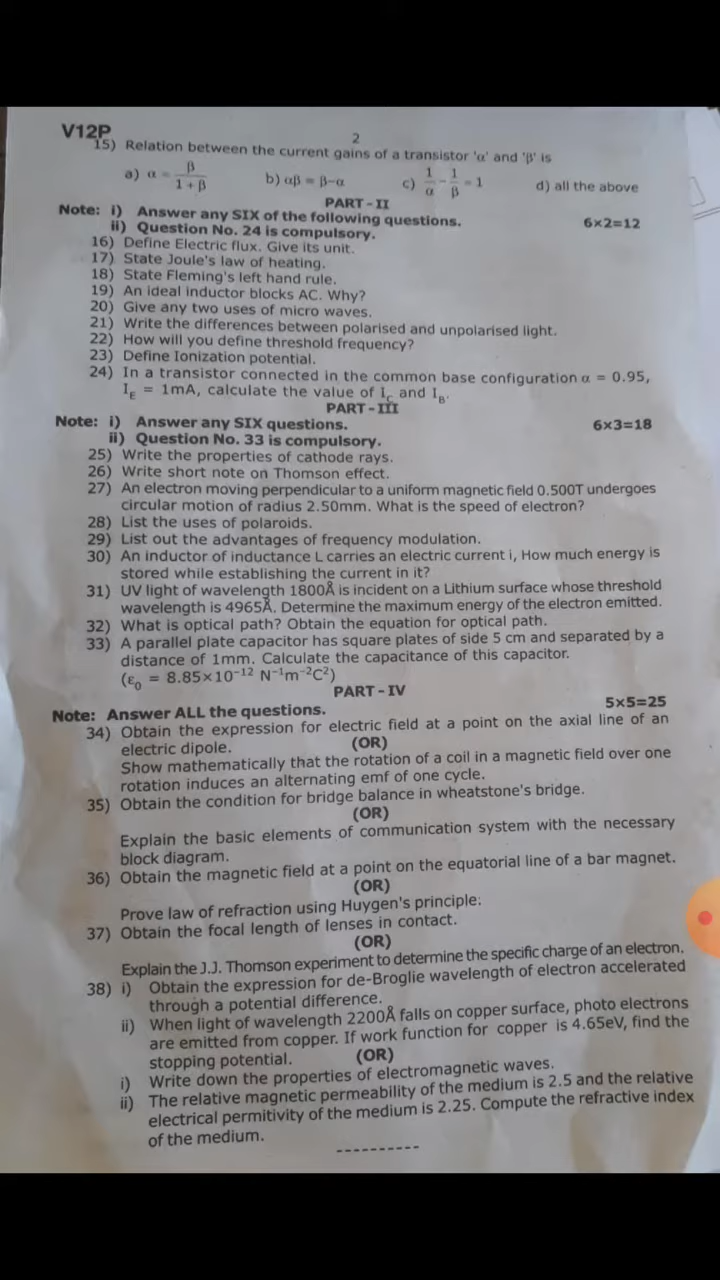 V12P
2
15) Relation between the current gains of a transistor 'α' and 'β' is
a) α = β / 1 + β b) αβ = β–α c) 1/α – 1/β = 1 d) all the above
PART - II
Note: i) Answer any SIX of the following questions. 6×2=12
ii) Question No. 24 is compulsory.
16) Define Electric flux. Give its unit.
17) State Joule's law of heating.
18) State Fleming's left hand rule.
19) An ideal inductor blocks AC. Why?
20) Give any two uses of micro waves.
21) Write the differences between polarised and unpolarised light.
22) How will you define threshold frequency?
23) Define Ionization potential.
24) In a transistor connected in the common base configuration α = 0.95,
I_E = 1mA, calculate the value of I_C and I_B.
PART - III
Note: i) Answer any SIX questions. 6×3=18
ii) Question No. 33 is compulsory.
25) Write the properties of cathode rays.
26) Write short note on Thomson effect.
27) An electron moving perpendicular to a uniform magnetic field 0.500T undergoes
circular motion of radius 2.50mm. What is the speed of electron?
28) List the uses of polaroids.
29) List out the advantages of frequency modulation.
30) An inductor of inductance L carries an electric current i, How much energy is
stored while establishing the current in it?
31) UV light of wavelength 1800Å is incident on a Lithium surface whose threshold
wavelength is 4965Å. Determine the maximum energy of the electron emitted.
32) What is optical path? Obtain the equation for optical path.
33) A parallel plate capacitor has square plates of side 5 cm and separated by a
distance of 1mm. Calculate the capacitance of this capacitor.
(ε₀ = 8.85×10⁻¹² N⁻¹m⁻²C²)
PART - IV
Note: Answer ALL the questions. 5×5=25
34) Obtain the expression for electric field at a point on the axial line of an
electric dipole.
(OR)
Show mathematically that the rotation of a coil in a magnetic field over one
rotation induces an alternating emf of one cycle.
35) Obtain the condition for bridge balance in wheatstone's bridge.
(OR)
Explain the basic elements of communication system with the necessary
block diagram.
36) Obtain the magnetic field at a point on the equatorial line of a bar magnet.
(OR)
Prove law of refraction using Huygen's principle:
37) Obtain the focal length of lenses in contact.
(OR)
Explain the J.J. Thomson experiment to determine the specific charge of an electron.
38) i) Obtain the expression for de-Broglie wavelength of electron accelerated
through a potential difference.
ii) When light of wavelength 2200Å falls on copper surface, photo electrons
are emitted from copper. If work function for copper is 4.65eV, find the
stopping potential.
(OR)
i) Write down the properties of electromagnetic waves.
ii) The relative magnetic permeability of the medium is 2.5 and the relative
electrical permitivity of the medium is 2.25. Compute the refractive index
of the medium.
----------